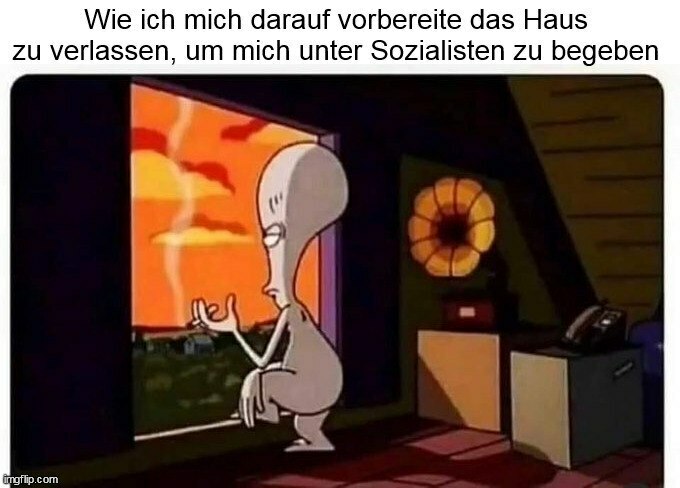 Wie ich mich darauf vorbereite das Haus
zu verlassen, um mich unter Sozialisten zu begeben
imgflip.com